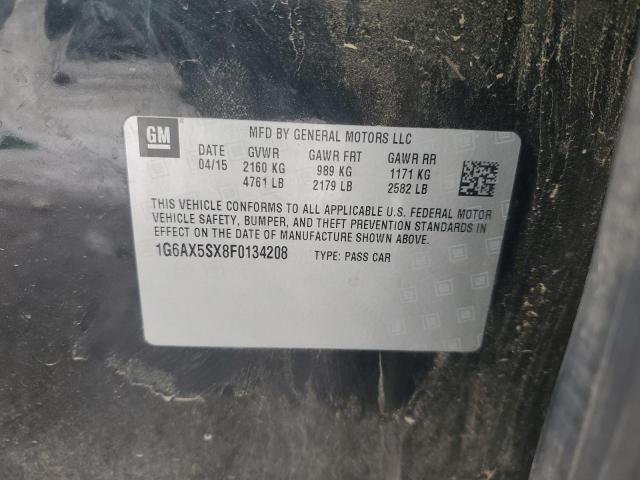 GM
MFD BY GENERAL MOTORS LLC
DATE GVWR GAWR FRT GAWR RR
04/15 2160 KG 989 KG 1171 KG
4761 LB 2179 LB 2582 LB
THIS VEHICLE CONFORMS TO ALL APPLICABLE U.S. FEDERAL MOTOR
VEHICLE SAFETY, BUMPER, AND THEFT PREVENTION STANDARDS IN
EFFECT ON THE DATE OF MANUFACTURE SHOWN ABOVE.
1G6AX5SX8F0134208 TYPE: PASS CAR